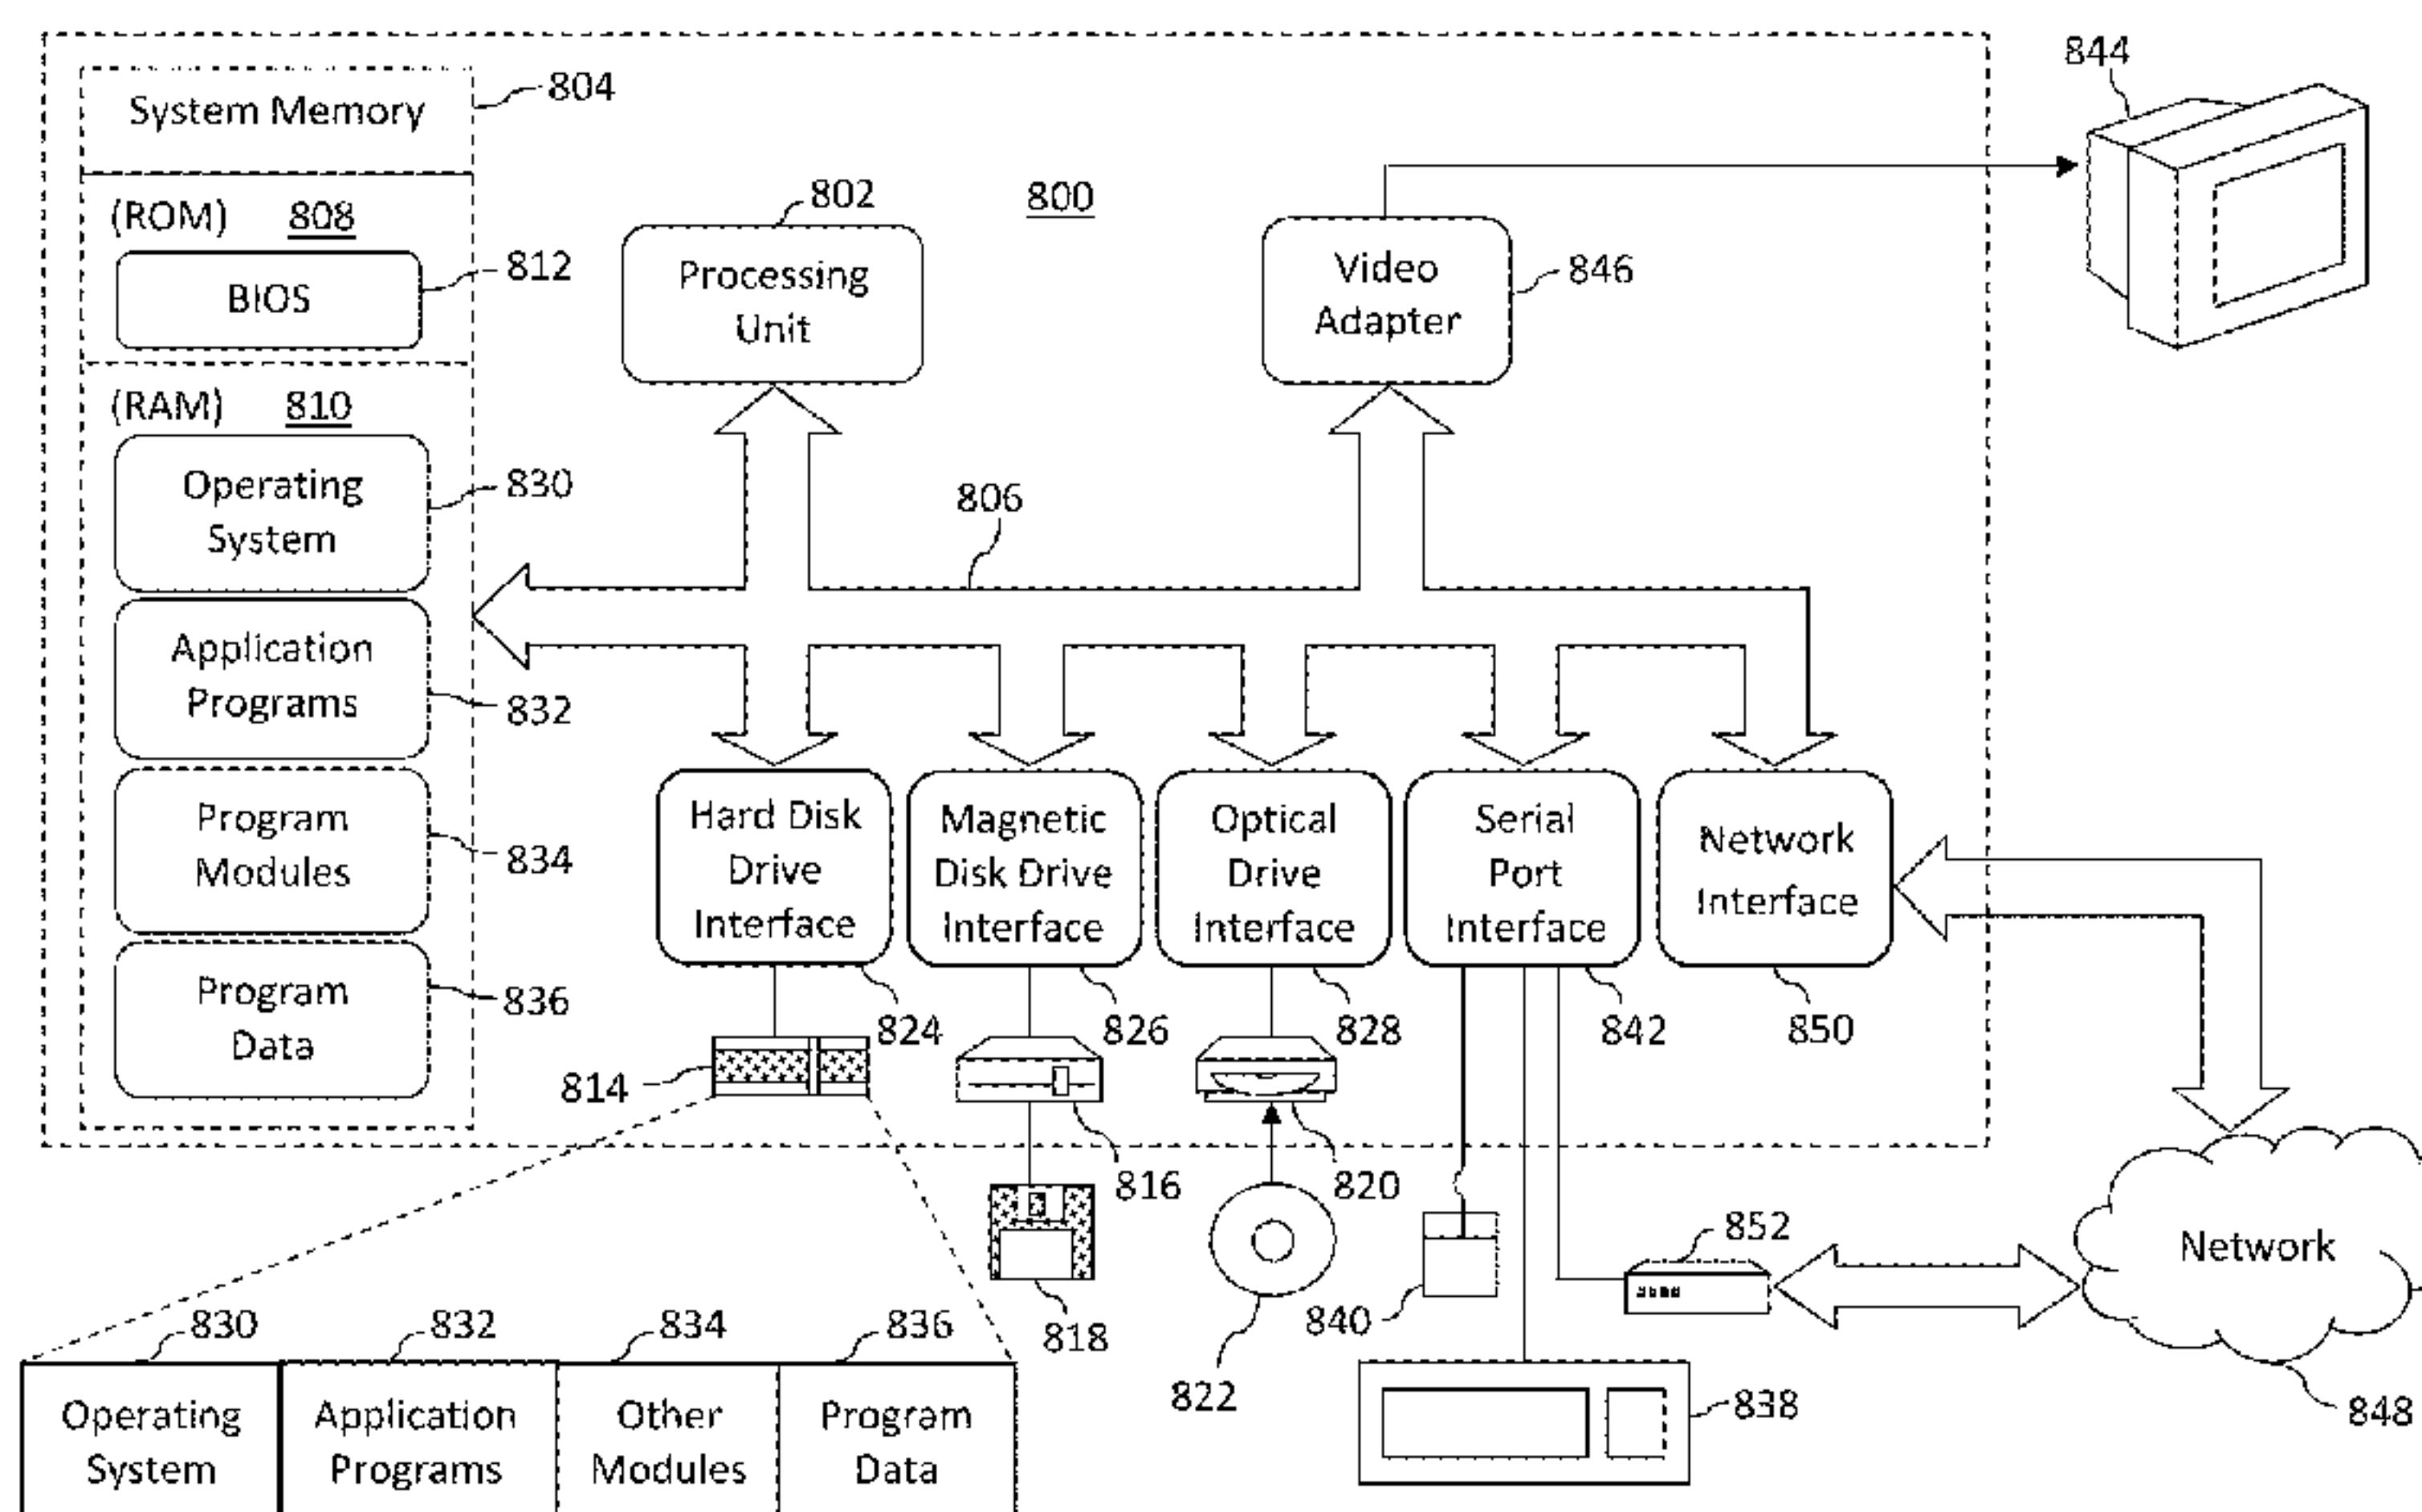 System Memory
804
(ROM) 808
BIOS
812
(RAM) 810
Operating
System
830
Application
Programs
832
Program
Modules
834
Program
Data
836
802
Processing
Unit
800
Video
Adapter
846
844
806
Hard Disk
Drive
Interface
824
Magnetic
Disk Drive
Interface
826
Optical
Drive
Interface
828
Serial
Port
Interface
842
Network
Interface
850
814
816
818
820
822
840
852
838
Network
848
830
Operating
System
832
Application
Programs
834
Other
Modules
836
Program
Data